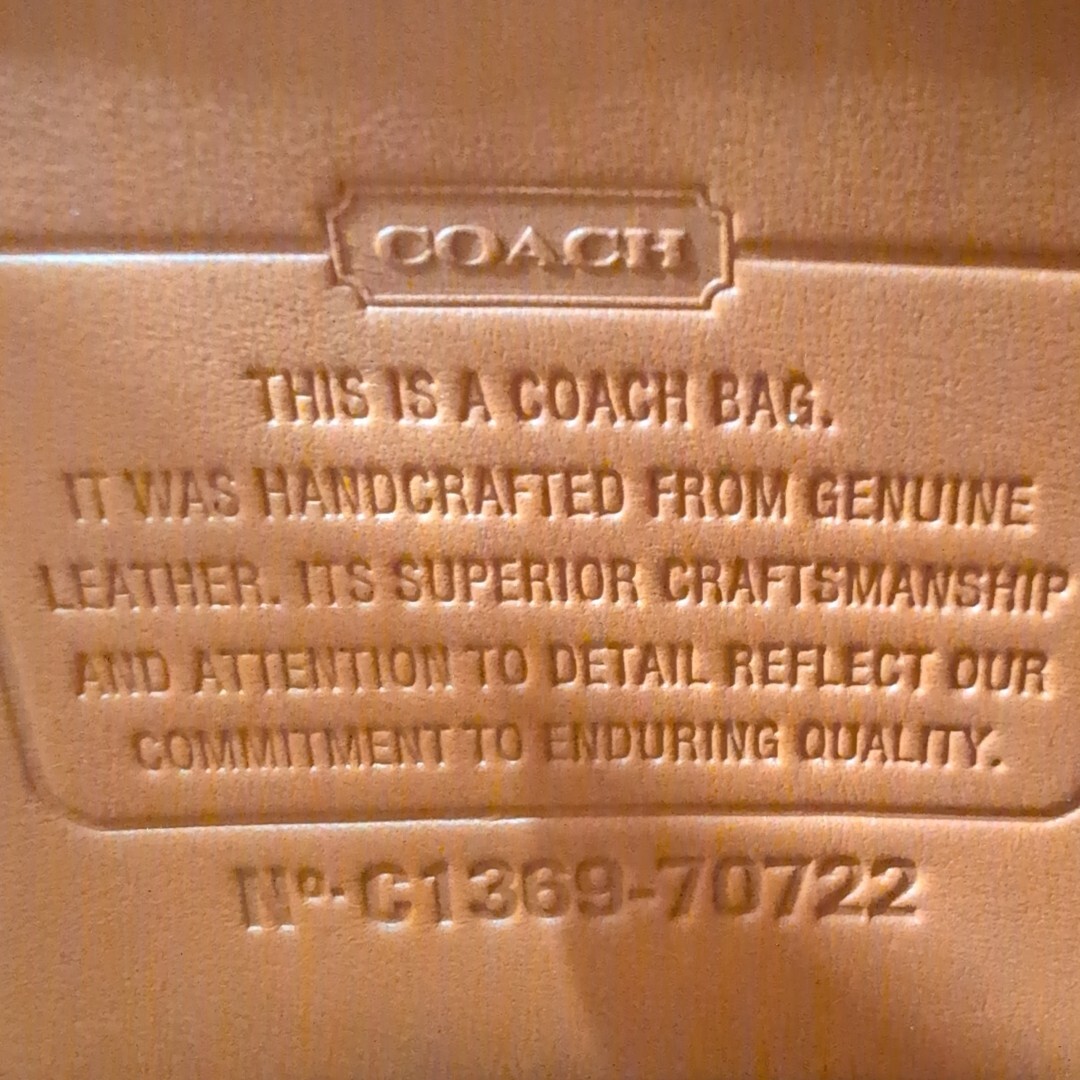 COACH
THIS IS A COACH BAG.
IT WAS HANDCRAFTED FROM GENUINE
LEATHER. ITS SUPERIOR CRAFTSMANSHIP
AND ATTENTION TO DETAIL REFLECT OUR
COMMITMENT TO ENDURING QUALITY.
Nº-C1369-70722